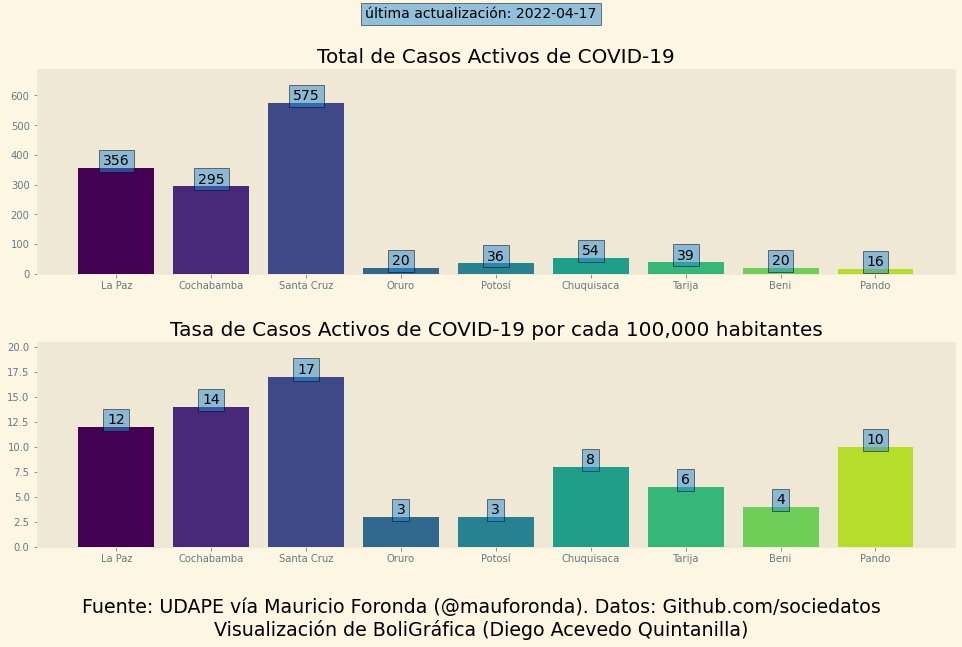 última actualización: 2022-04-17
Total de Casos Activos de COVID-19
600
500
400
300
200
100
0
356
295
575
20
36
54
39
20
16
La Paz
Cochabamba
Santa Cruz
Oruro
Potosí
Chuquisaca
Tarija
Beni
Pando
Tasa de Casos Activos de COVID-19 por cada 100,000 habitantes
20.0
17.5
15.0
12.5
10.0
7.5
5.0
2.5
0.0
12
14
17
3
3
8
6
4
10
La Paz
Cochabamba
Santa Cruz
Oruro
Potosí
Chuquisaca
Tarija
Beni
Pando
Fuente: UDAPE vía Mauricio Foronda (@mauforonda). Datos: Github.com/sociedatos
Visualización de BoliGráfica (Diego Acevedo Quintanilla)